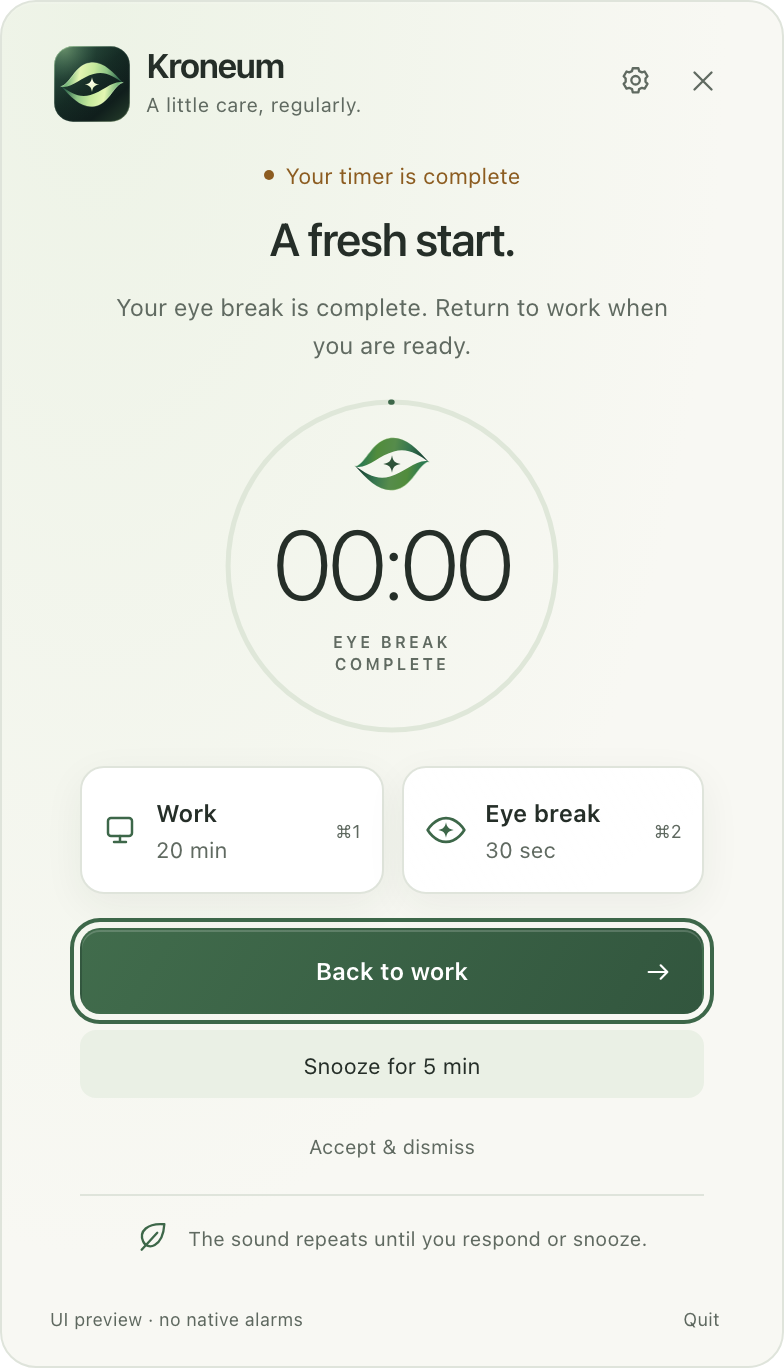 Kroneum
A little care, regularly.
Your timer is complete
A fresh start.
Your eye break is complete. Return to work when
you are ready.
00:00
EYE BREAK
COMPLETE
Work
20 min
⌘1
Eye break
30 sec
⌘2
Back to work
Snooze for 5 min
Accept & dismiss
The sound repeats until you respond or snooze.
UI preview · no native alarms
Quit